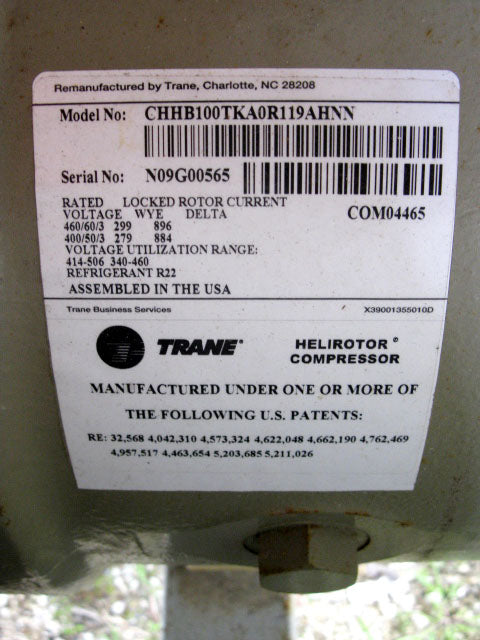 Remanufactured by Trane, Charlotte, NC 28208
Model No: CHHB100TKA0R119AHNN
Serial No: N09G00565
RATED LOCKED ROTOR CURRENT
VOLTAGE WYE DELTA COM04465
460/60/3 299 896
400/50/3 279 884
VOLTAGE UTILIZATION RANGE:
414-506 340-460
REFRIGERANT R22
ASSEMBLED IN THE USA
Trane Business Services X39001355010D
TRANE® HELIROTOR®
COMPRESSOR
MANUFACTURED UNDER ONE OR MORE OF
THE FOLLOWING U.S. PATENTS:
RE: 32,568 4,042,310 4,573,324 4,622,048 4,662,190 4,762,469
4,957,517 4,463,654 5,203,685 5,211,026